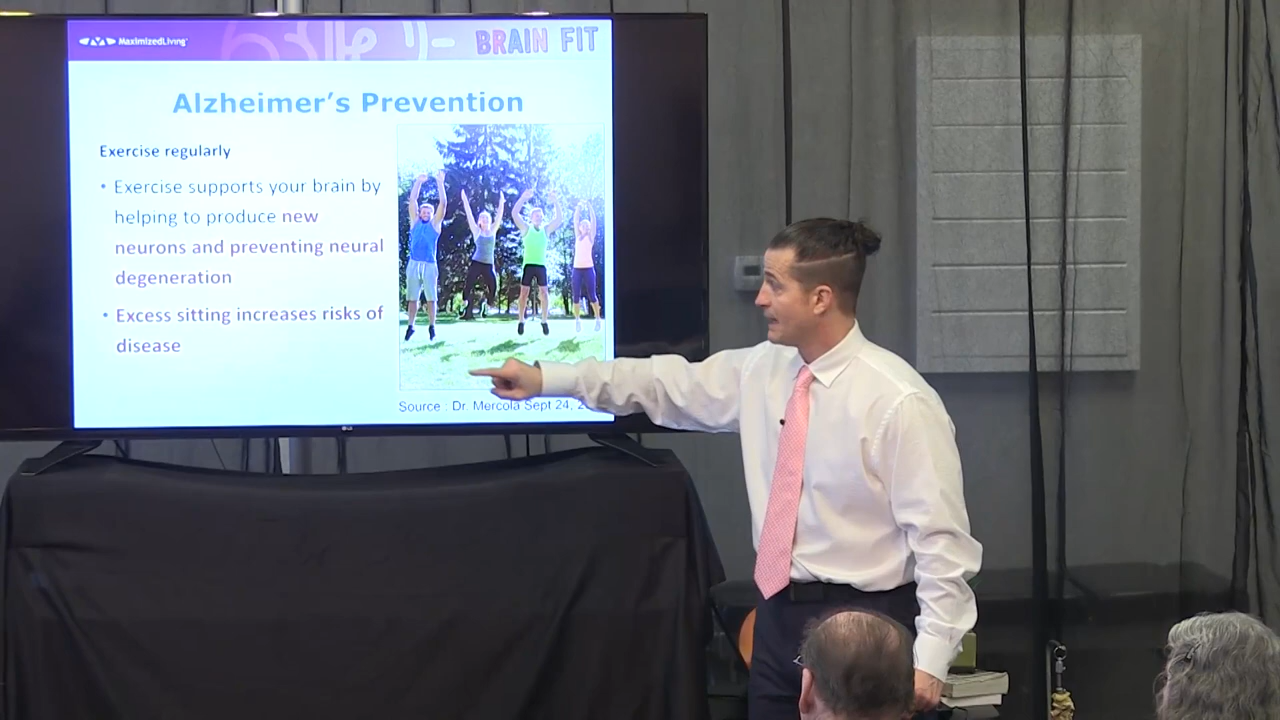 MaximizedLiving
BRAIN FIT
Alzheimer's Prevention
Exercise regularly
• Exercise supports your brain by
helping to produce new
neurons and preventing neural
degeneration
• Excess sitting increases risks of
disease
Source : Dr. Mercola Sept 24,
LG